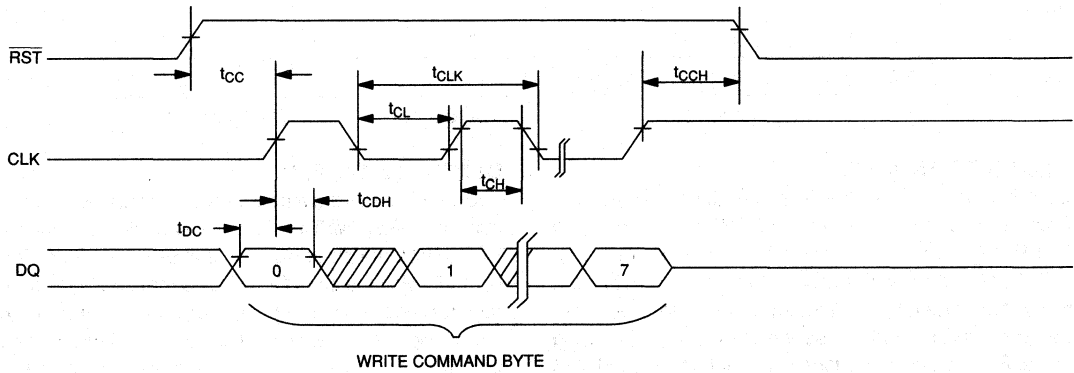 RST
tCC
tCLK
tCCH
tCL
CLK
tCH
tCDH
tDC
DQ
0
1
7
WRITE COMMAND BYTE